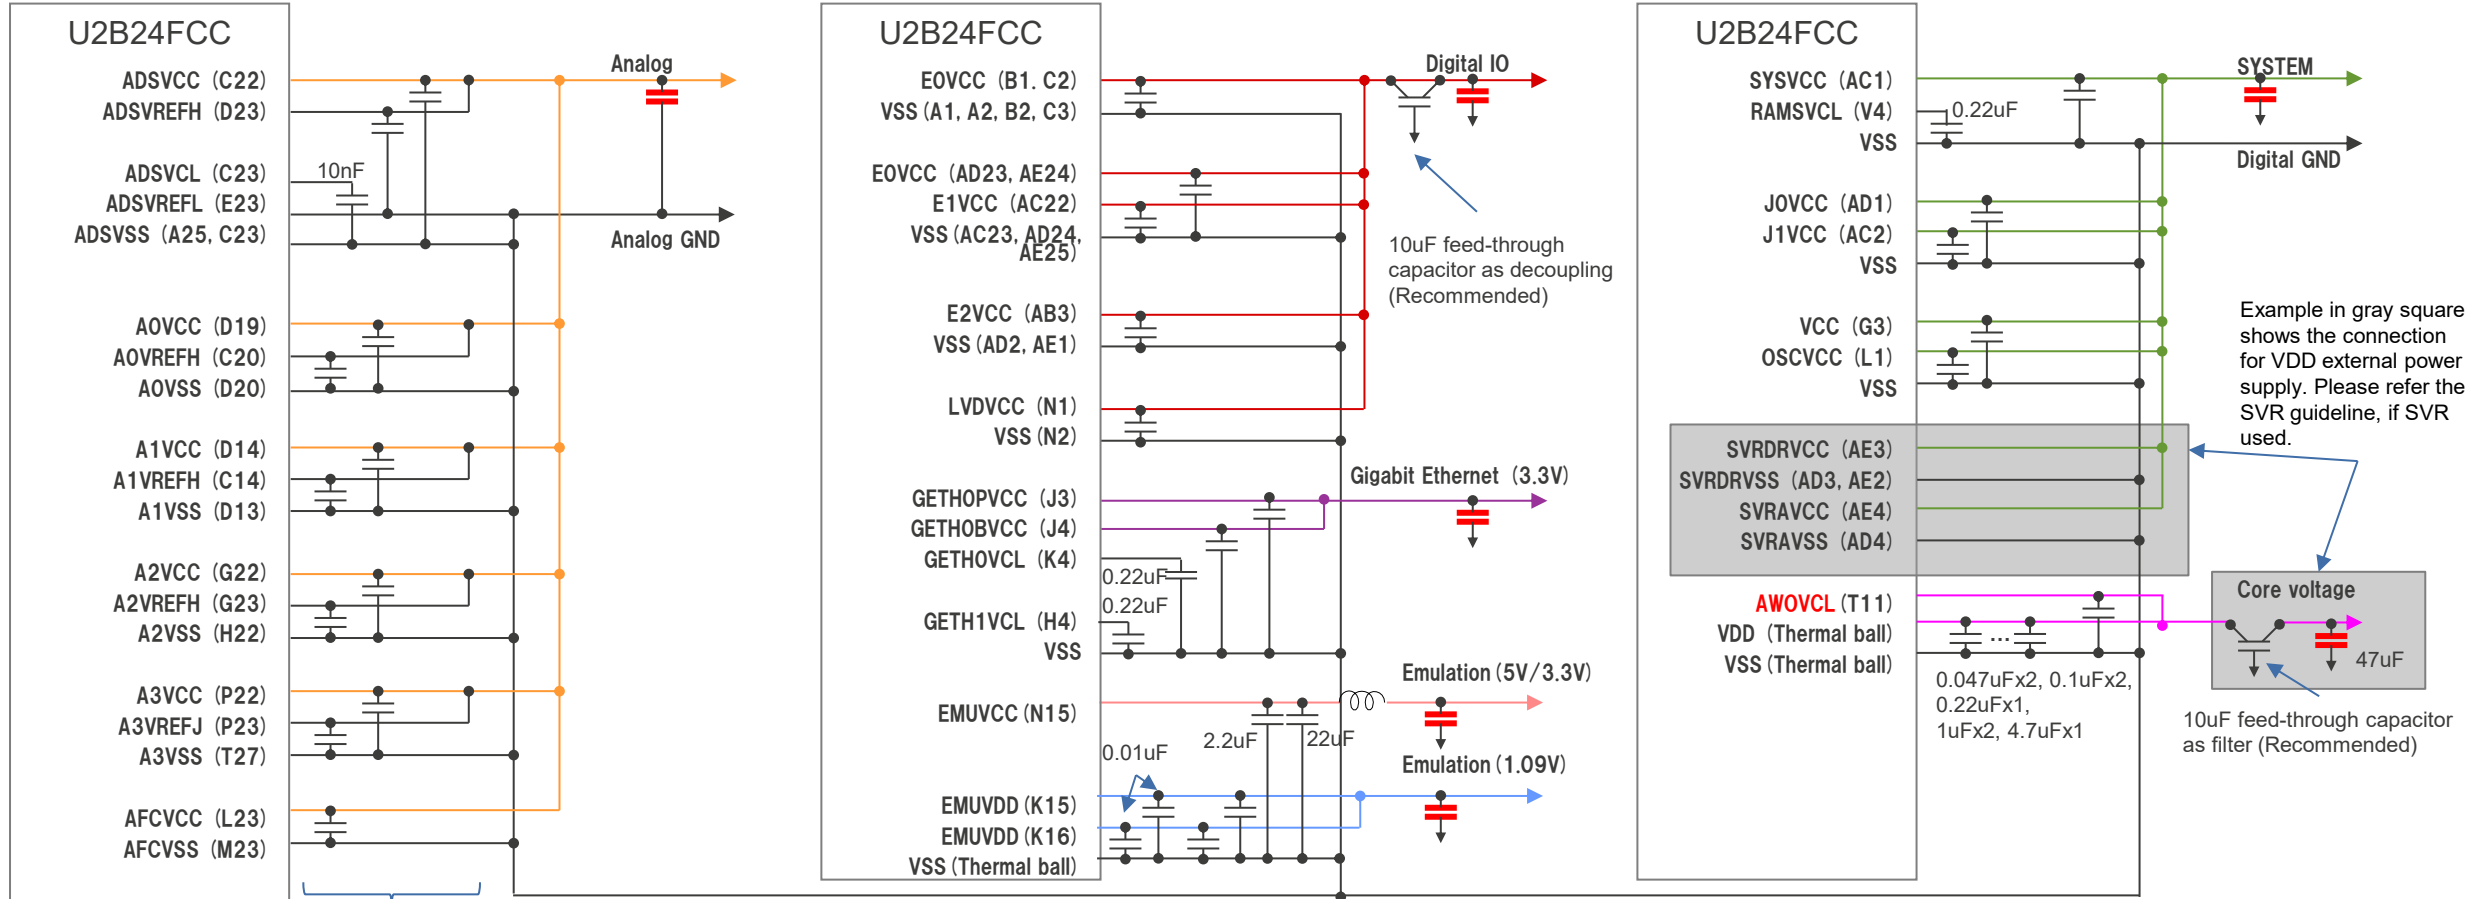 U2B24FCC
ADSVCC (C22)
ADSVREFH (D23)
ADSVCL (C23)
ADSVREFL (E23)
ADSVSS (A25, C23)
A0VCC (D19)
A0VREFH (C20)
A0VSS (D20)
A1VCC (D14)
A1VREFH (C14)
A1VSS (D13)
A2VCC (G22)
A2VREFH (G23)
A2VSS (H22)
A3VCC (P22)
A3VREFJ (P23)
A3VSS (T27)
AFCVCC (L23)
AFCVSS (M23)
10nF
Analog
Analog GND
U2B24FCC
E0VCC (B1. C2)
VSS (A1, A2, B2, C3)
E0VCC (AD23, AE24)
E1VCC (AC22)
VSS (AC23, AD24,
AE25)
E2VCC (AB3)
VSS (AD2, AE1)
LVDVCC (N1)
VSS (N2)
GETH0PVCC (J3)
GETH0BVCC (J4)
GETH0VCL (K4)
GETH1VCL (H4)
VSS
EMUVCC (N15)
EMUVDD (K15)
EMUVDD (K16)
VSS (Thermal ball)
Digital IO
10uF feed-through
capacitor as decoupling
(Recommended)
Gigabit Ethernet (3.3V)
0.22uF
0.22uF
Emulation (5V/3.3V)
2.2uF
22uF
0.01uF
Emulation (1.09V)
U2B24FCC
SYSVCC (AC1)
RAMSVCL (V4)
VSS
J0VCC (AD1)
J1VCC (AC2)
VSS
VCC (G3)
OSCVCC (L1)
VSS
SVRDRVCC (AE3)
SVRDRVSS (AD3, AE2)
SVRAVCC (AE4)
SVRAVSS (AD4)
AWOVCL (T11)
VDD (Thermal ball)
VSS (Thermal ball)
0.22uF
SYSTEM
Digital GND
Example in gray square
shows the connection
for VDD external power
supply. Please refer the
SVR guideline, if SVR
used.
Core voltage
47uF
...
0.047uFx2, 0.1uFx2,
0.22uFx1,
1uFx2, 4.7uFx1
10uF feed-through capacitor
as filter (Recommended)